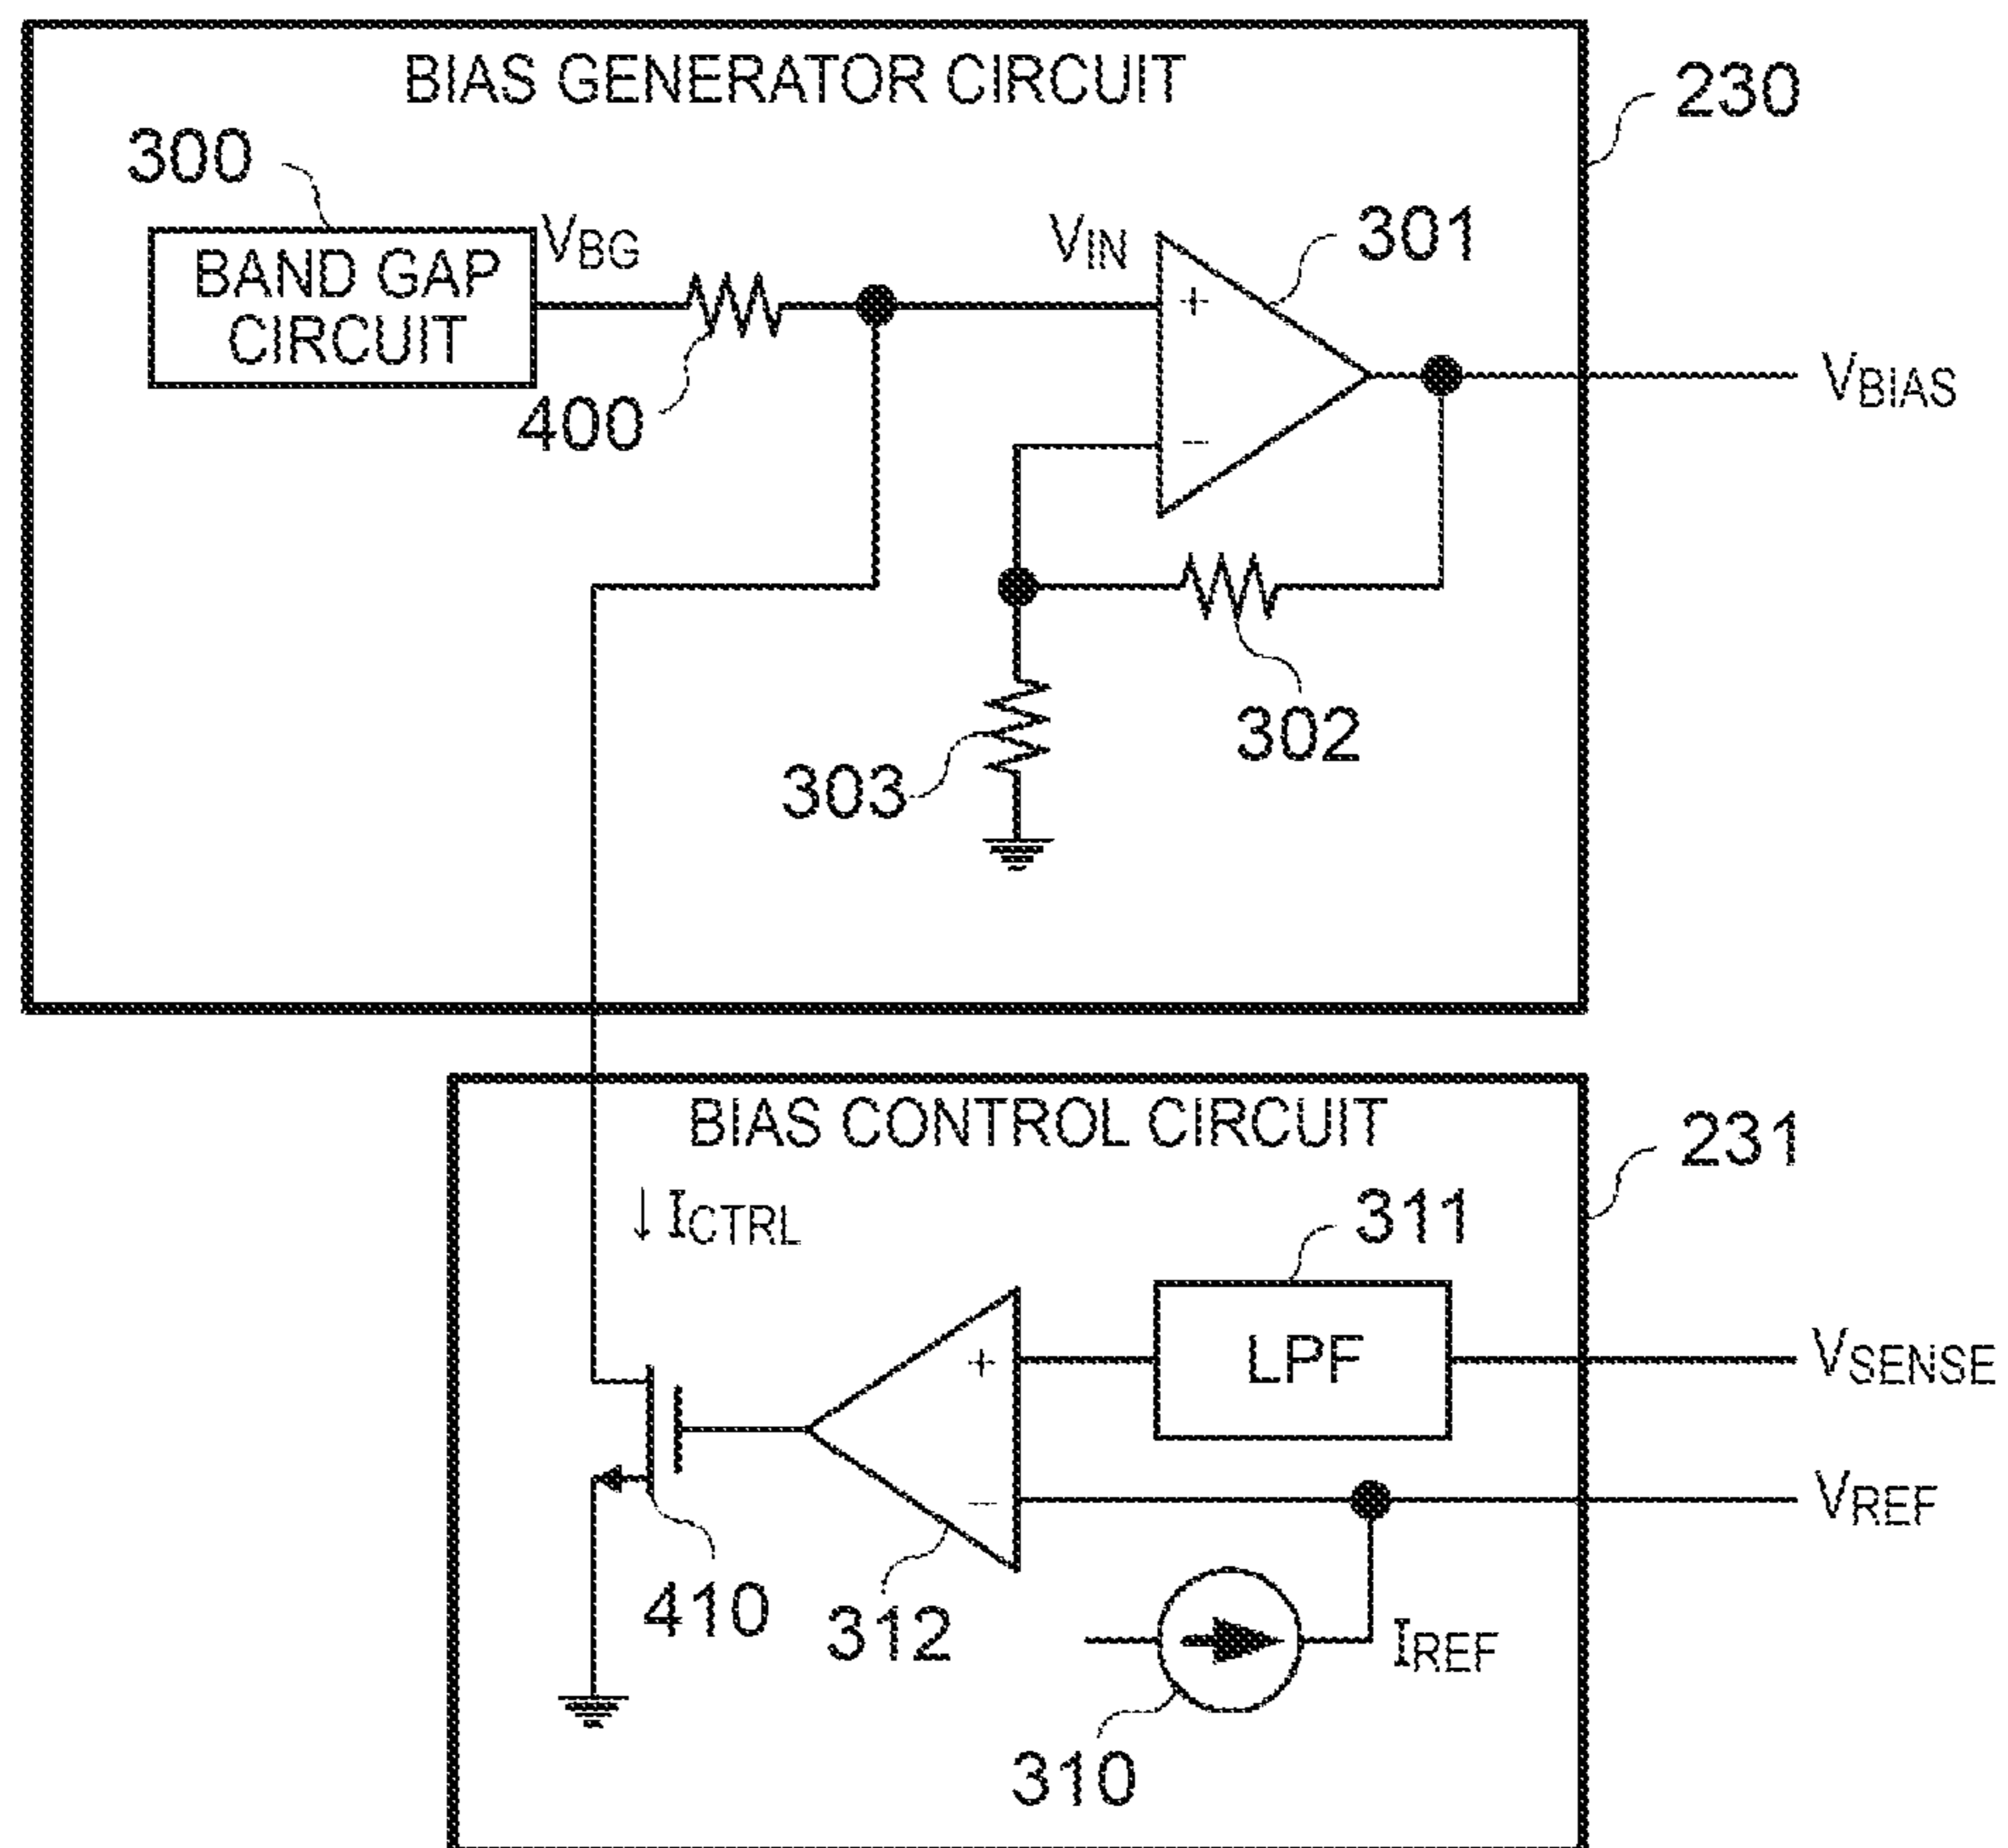 BIAS GENERATOR CIRCUIT
230
300
BAND GAP
CIRCUIT
VBG
400
VIN
301
+
−
VBIAS
302
303
BIAS CONTROL CIRCUIT
231
↓ICTRL
311
LPF
VSENSE
+
−
VREF
410
312
IREF
310